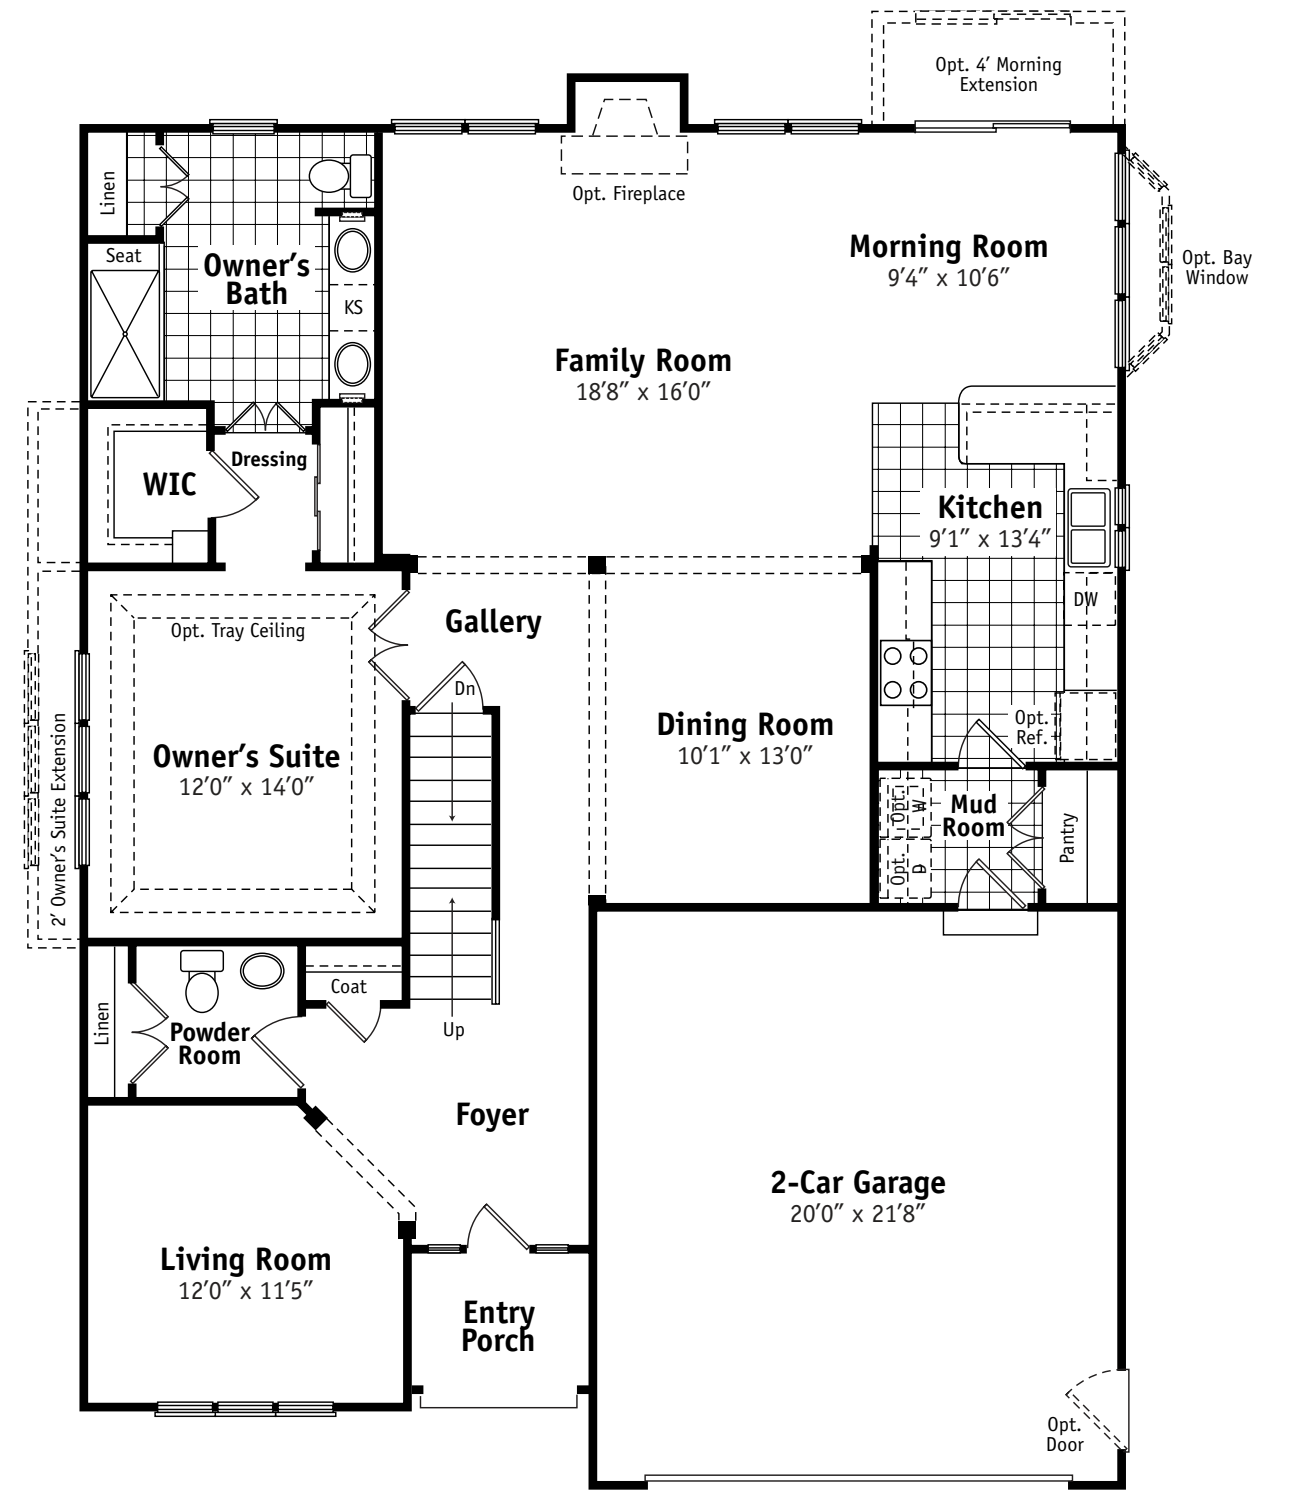 Opt. 4′ Morning
Extension
Opt. Fireplace
Linen
Seat
Owner’s
Bath
KS
Morning Room
9′4″ x 10′6″
Opt. Bay
Window
Family Room
18′8″ x 16′0″
WIC
Dressing
Kitchen
9′1″ x 13′4″
DW
Opt. Tray Ceiling
Gallery
Dn
Owner’s Suite
12′0″ x 14′0″
2′ Owner’s Suite Extension
Dining Room
10′1″ x 13′0″
Opt.
Ref.
Opt.
W
Opt.
D
Mud
Room
Pantry
Linen
Powder
Room
Coat
Up
Foyer
2-Car Garage
20′0″ x 21′8″
Living Room
12′0″ x 11′5″
Entry
Porch
Opt.
Door